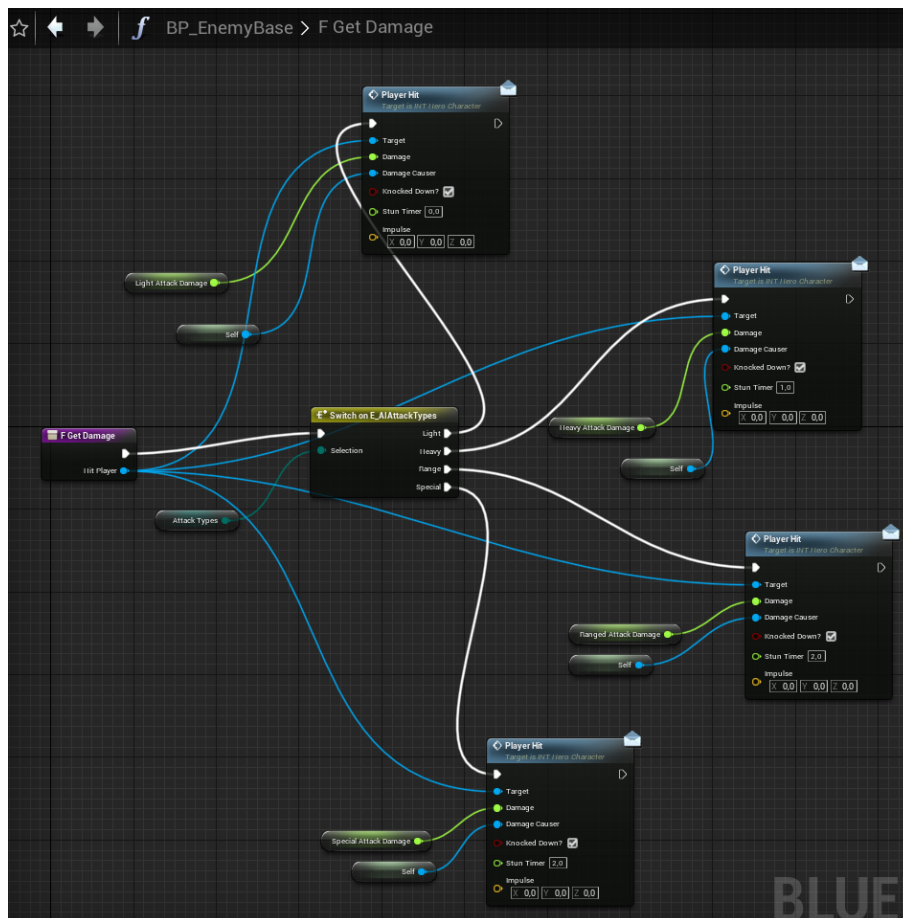 BP_EnemyBase > F Get Damage
Player Hit
Target is INT Hero Character
Target
Damage
Damage Causer
Knocked Down?
Stun Timer 0,0
Impulse
X 0,0 Y 0,0 Z 0,0
Light Attack Damage
Self
Player Hit
Target is INT Hero Character
Target
Damage
Damage Causer
Knocked Down?
Stun Timer 1,0
Impulse
X 0,0 Y 0,0 Z 0,0
Heavy Attack Damage
Self
Switch on E_AIAttackTypes
Light
Selection
Heavy
Range
Special
F Get Damage
Hit Player
Attack Types
Player Hit
Target is INT Hero Character
Target
Damage
Damage Causer
Knocked Down?
Stun Timer 2,0
Impulse
X 0,0 Y 0,0 Z 0,0
Ranged Attack Damage
Self
Player Hit
Target is INT Hero Character
Target
Damage
Damage Causer
Knocked Down?
Stun Timer 2,0
Impulse
X 0,0 Y 0,0 Z 0,0
Special Attack Damage
Self
BLUE